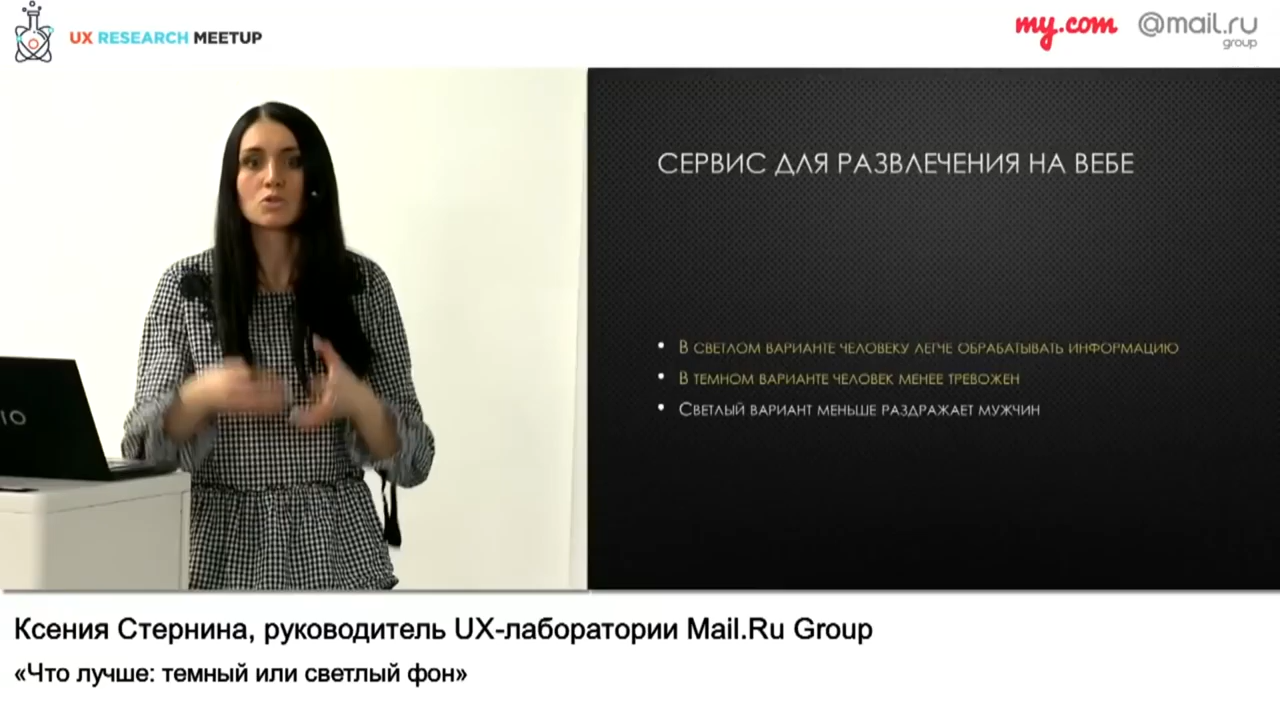 UX RESEARCH MEETUP
my.com @mail.ru
group
СЕРВИС ДЛЯ РАЗВЛЕЧЕНИЯ НА ВЕБЕ
• В СВЕТЛОМ ВАРИАНТЕ ЧЕЛОВЕКУ ЛЕГЧЕ ОБРАБАТЫВАТЬ ИНФОРМАЦИЮ
• В ТЕМНОМ ВАРИАНТЕ ЧЕЛОВЕК МЕНЕЕ ТРЕВОЖЕН
• СВЕТЛЫЙ ВАРИАНТ МЕНЬШЕ РАЗДРАЖАЕТ МУЖЧИН
IO
Ксения Стернина, руководитель UX-лаборатории Mail.Ru Group
«Что лучше: темный или светлый фон»